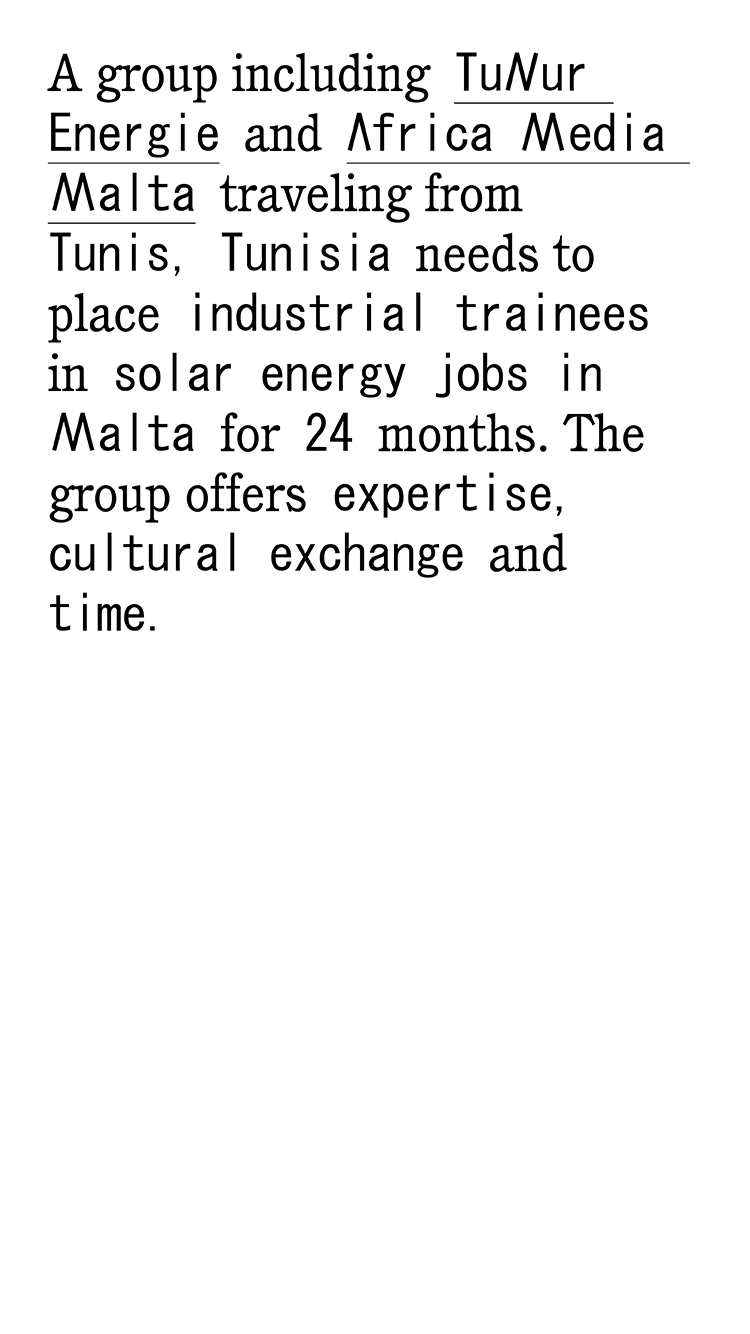 A group including TuNur
Energie and Africa Media
Malta traveling from
Tunis, Tunisia needs to
place industrial trainees
in solar energy jobs in
Malta for 24 months. The
group offers expertise,
cultural exchange and
time.